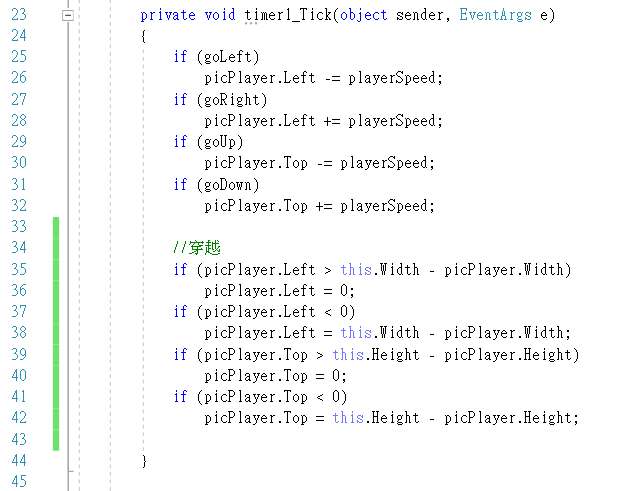 23 private void timer1_Tick(object sender, EventArgs e)
24 {
25 if (goLeft)
26 picPlayer.Left -= playerSpeed;
27 if (goRight)
28 picPlayer.Left += playerSpeed;
29 if (goUp)
30 picPlayer.Top -= playerSpeed;
31 if (goDown)
32 picPlayer.Top += playerSpeed;
33
34 //穿越
35 if (picPlayer.Left > this.Width - picPlayer.Width)
36 picPlayer.Left = 0;
37 if (picPlayer.Left < 0)
38 picPlayer.Left = this.Width - picPlayer.Width;
39 if (picPlayer.Top > this.Height - picPlayer.Height)
40 picPlayer.Top = 0;
41 if (picPlayer.Top < 0)
42 picPlayer.Top = this.Height - picPlayer.Height;
43
44 }
45